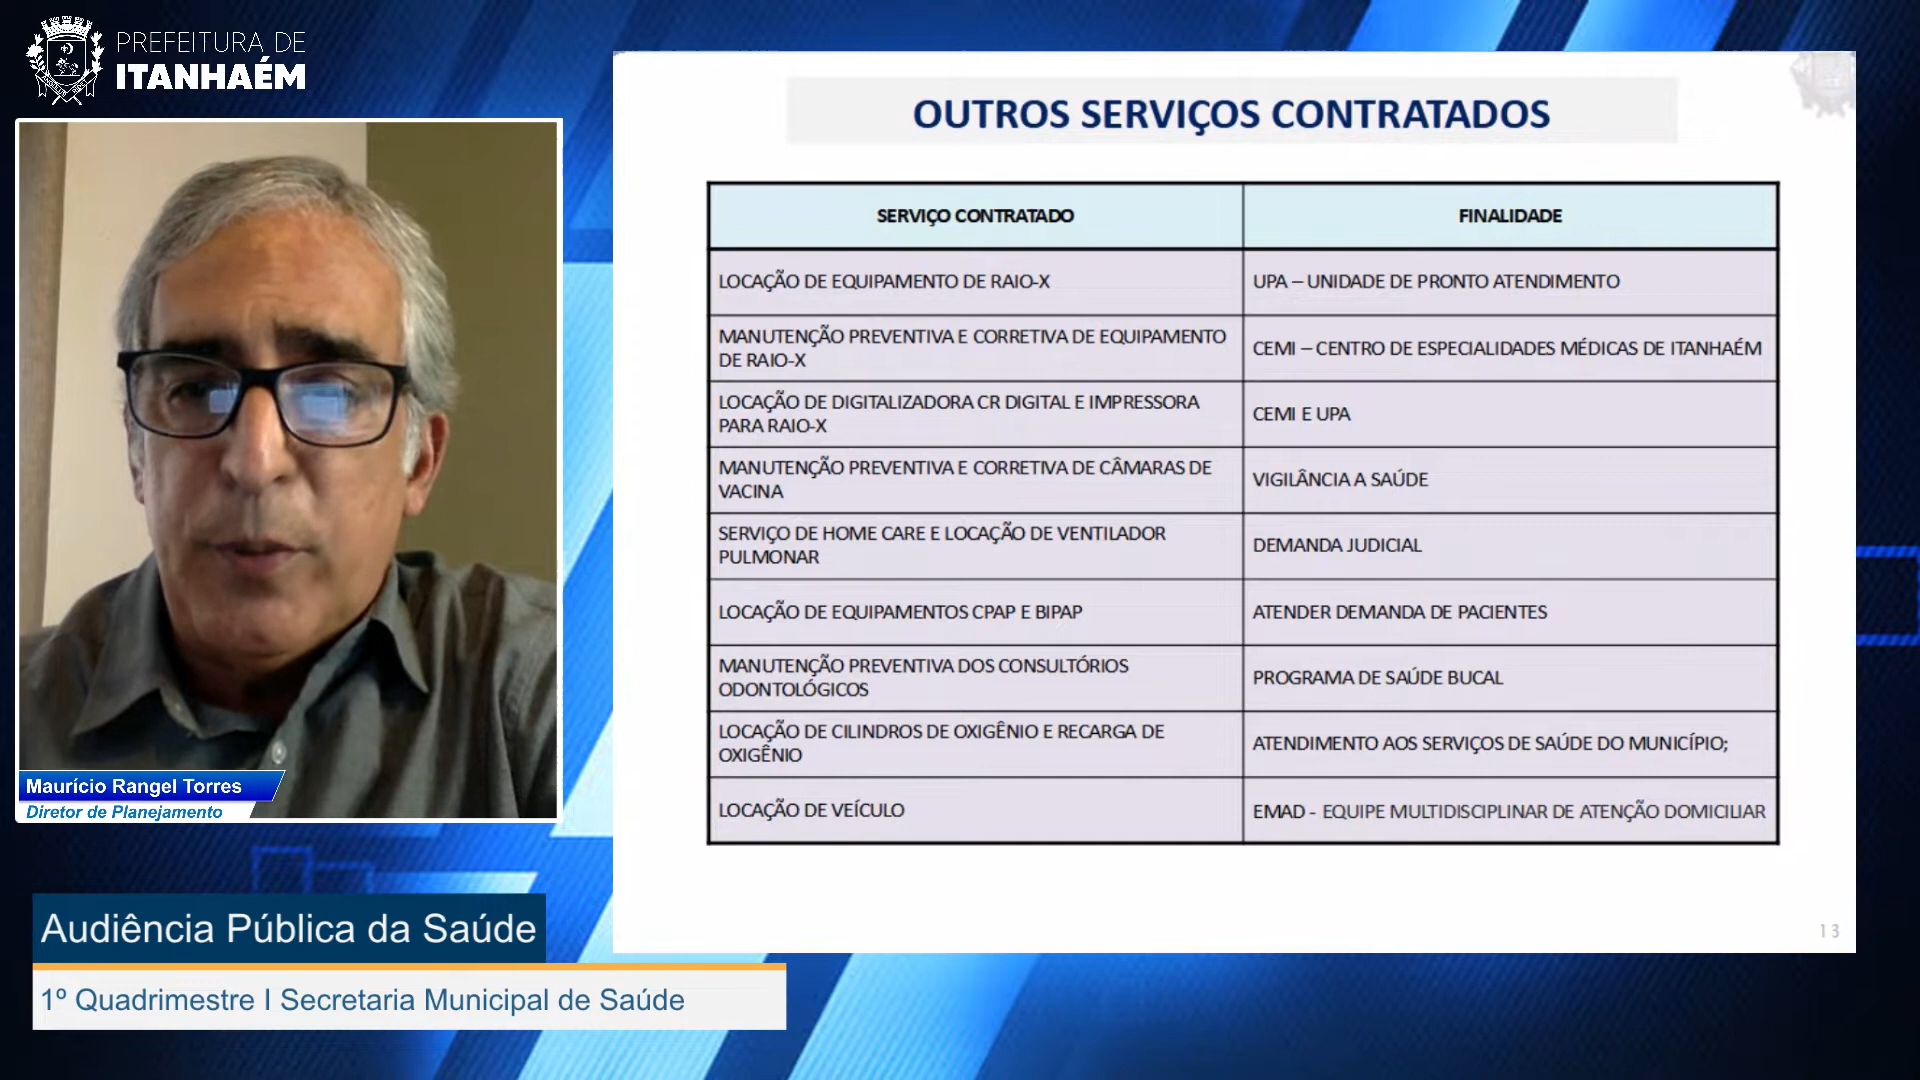 PREFEITURA DE
ITANHAÉM
OUTROS SERVIÇOS CONTRATADOS
SERVIÇO CONTRATADO
FINALIDADE
LOCAÇÃO DE EQUIPAMENTO DE RAIO-X
UPA – UNIDADE DE PRONTO ATENDIMENTO
MANUTENÇÃO PREVENTIVA E CORRETIVA DE EQUIPAMENTO
DE RAIO-X
CEMI – CENTRO DE ESPECIALIDADES MÉDICAS DE ITANHAÉM
LOCAÇÃO DE DIGITALIZADORA CR DIGITAL E IMPRESSORA
PARA RAIO-X
CEMI E UPA
MANUTENÇÃO PREVENTIVA E CORRETIVA DE CÂMARAS DE
VACINA
VIGILÂNCIA A SAÚDE
SERVIÇO DE HOME CARE E LOCAÇÃO DE VENTILADOR
PULMONAR
DEMANDA JUDICIAL
LOCAÇÃO DE EQUIPAMENTOS CPAP E BIPAP
ATENDER DEMANDA DE PACIENTES
MANUTENÇÃO PREVENTIVA DOS CONSULTÓRIOS
ODONTOLÓGICOS
PROGRAMA DE SAÚDE BUCAL
LOCAÇÃO DE CILINDROS DE OXIGÊNIO E RECARGA DE
OXIGÊNIO
ATENDIMENTO AOS SERVIÇOS DE SAÚDE DO MUNICÍPIO;
LOCAÇÃO DE VEÍCULO
EMAD - EQUIPE MULTIDISCIPLINAR DE ATENÇÃO DOMICILIAR
13
Maurício Rangel Torres
Diretor de Planejamento
Audiência Pública da Saúde
1º Quadrimestre I Secretaria Municipal de Saúde